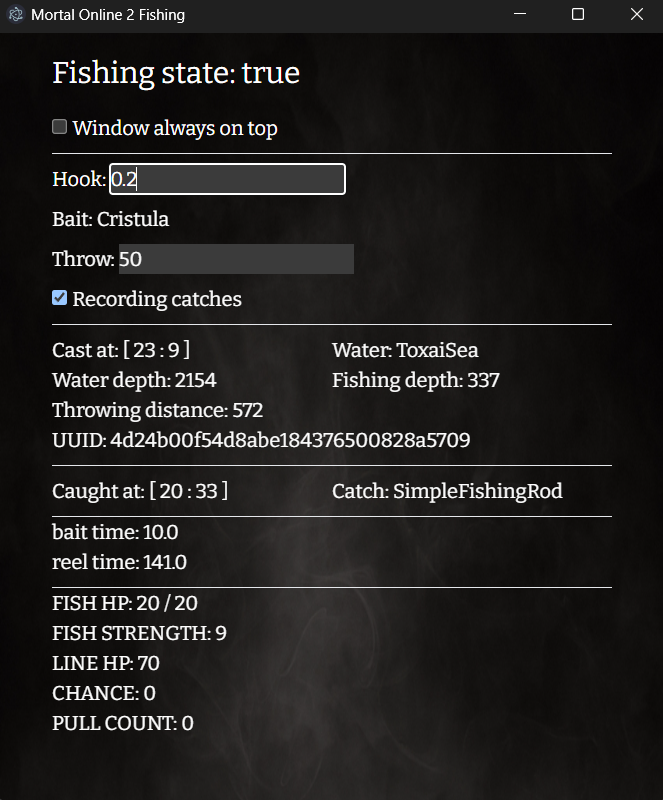 Mortal Online 2 Fishing
Fishing state: true
Window always on top
Hook: 0.2
Bait: Cristula
Throw: 50
Recording catches
Cast at: [ 23 : 9 ] Water: ToxaiSea
Water depth: 2154 Fishing depth: 337
Throwing distance: 572
UUID: 4d24b00f54d8abe184376500828a5709
Caught at: [ 20 : 33 ] Catch: SimpleFishingRod
bait time: 10.0
reel time: 141.0
FISH HP: 20 / 20
FISH STRENGTH: 9
LINE HP: 70
CHANCE: 0
PULL COUNT: 0